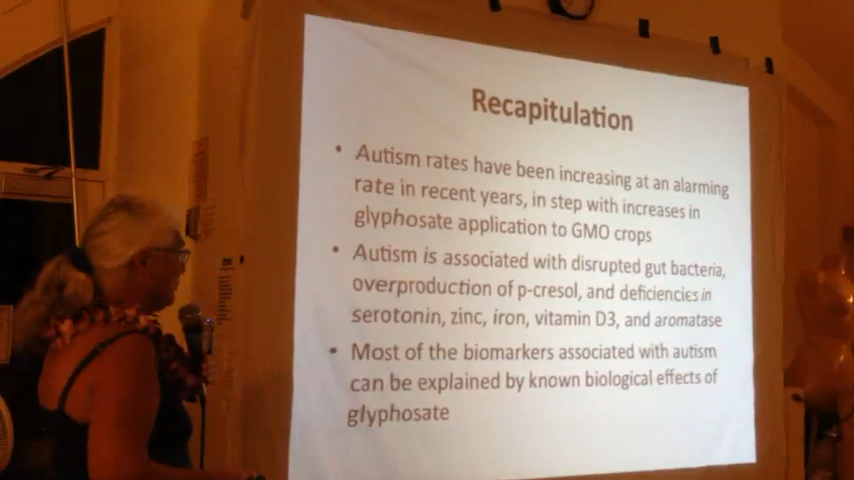 Recapitulation
• Autism rates have been increasing at an alarming
rate in recent years, in step with increases in
glyphosate application to GMO crops
• Autism is associated with disrupted gut bacteria,
overproduction of p-cresol, and deficiencies in
serotonin, zinc, iron, vitamin D3, and aromatase
• Most of the biomarkers associated with autism
can be explained by known biological effects of
glyphosate